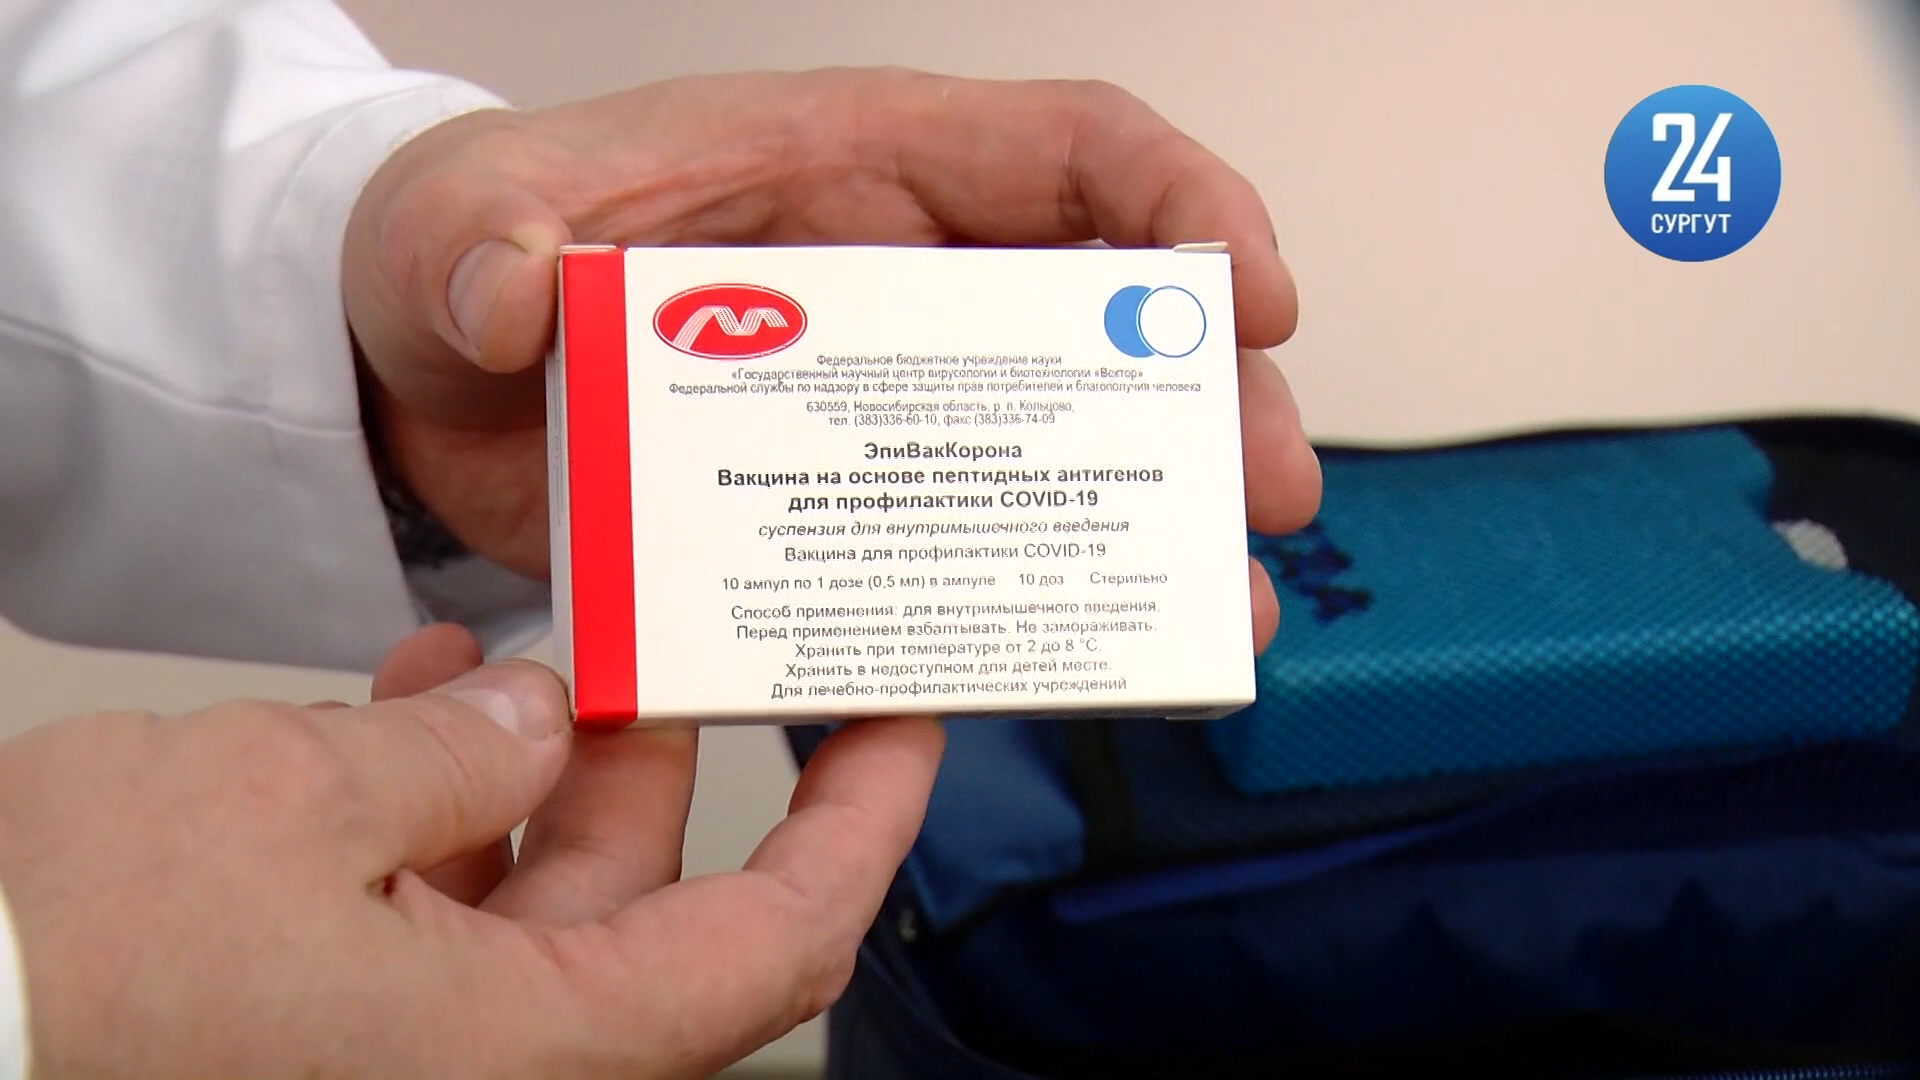 24
СУРГУТ
Федеральное бюджетное учреждение науки
«Государственный научный центр вирусологии и биотехнологии «Вектор»
Федеральной службы по надзору в сфере защиты прав потребителей и благополучия человека
630559, Новосибирская область, р. п. Кольцово,
тел. (383)336-60-10, факс (383)336-74-09
ЭпиВакКорона
Вакцина на основе пептидных антигенов
для профилактики COVID-19
суспензия для внутримышечного введения
Вакцина для профилактики COVID-19
10 ампул по 1 дозе (0,5 мл) в ампуле 10 доз Стерильно
Способ применения: для внутримышечного введения.
Перед применением взбалтывать. Не замораживать.
Хранить при температуре от 2 до 8 °С.
Хранить в недоступном для детей месте.
Для лечебно-профилактических учреждений